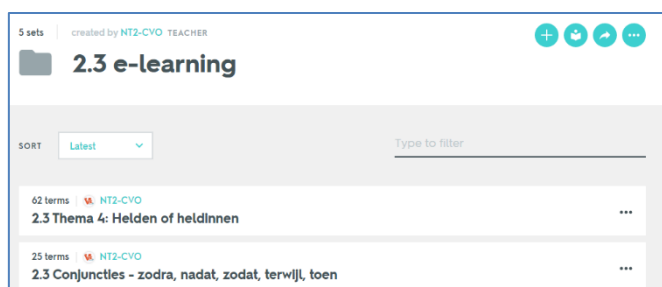 5 sets created by NT2-CVO TEACHER
2.3 e-learning
SORT Latest Type to filter
62 terms NT2-CVO
2.3 Thema 4: Helden of heldinnen
25 terms NT2-CVO
2.3 Conjuncties - zodra, nadat, zodat, terwijl, toen